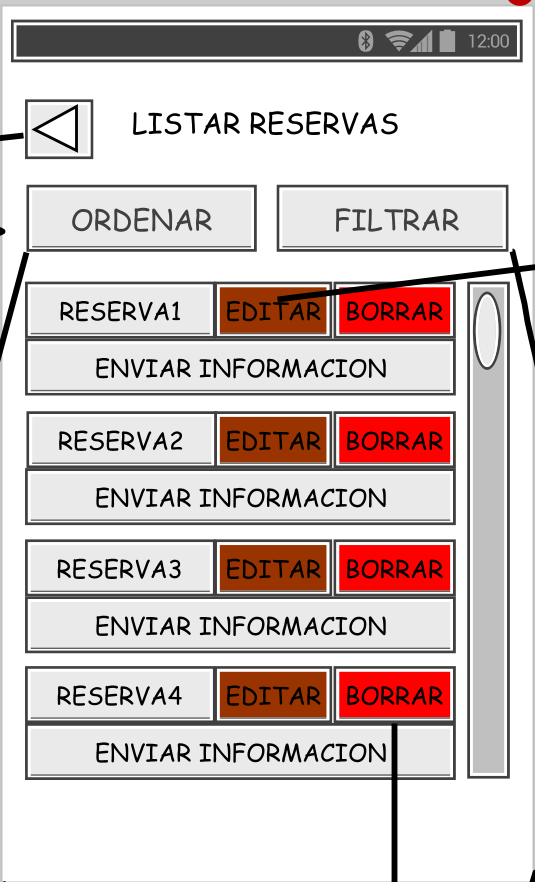 12:00
LISTAR RESERVAS
ORDENAR FILTRAR
RESERVA1 EDITAR BORRAR
ENVIAR INFORMACION
RESERVA2 EDITAR BORRAR
ENVIAR INFORMACION
RESERVA3 EDITAR BORRAR
ENVIAR INFORMACION
RESERVA4 EDITAR BORRAR
ENVIAR INFORMACION